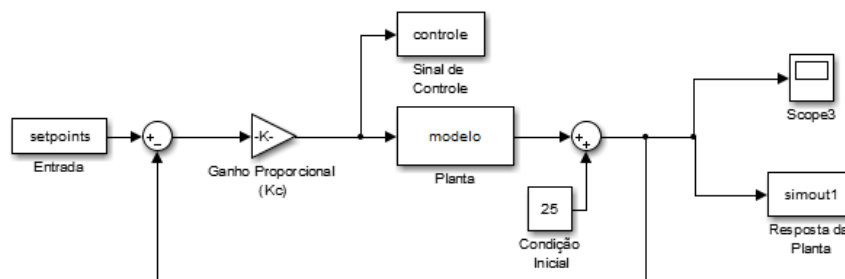 controle
Sinal de
Controle
Scope3
setpoints
Entrada
+
−
-K-
Ganho Proporcional
(Kc)
modelo
Planta
+
+
25
Condição
Inicial
simout1
Resposta da
Planta